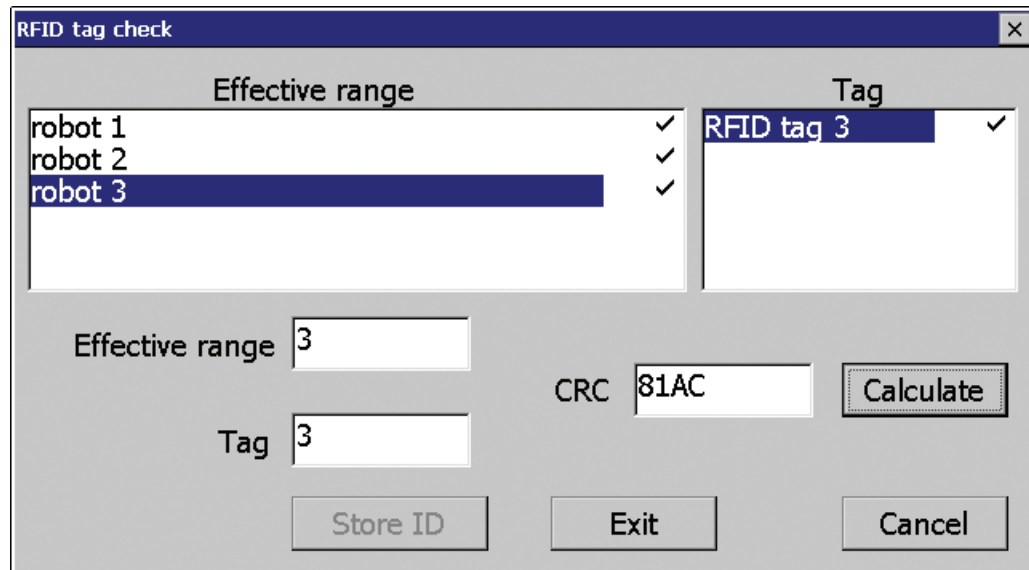 RFID tag check
Effective range
Tag
robot 1
RFID tag 3
robot 2
robot 3
Effective range 3
CRC 81AC Calculate
Tag 3
Store ID Exit Cancel